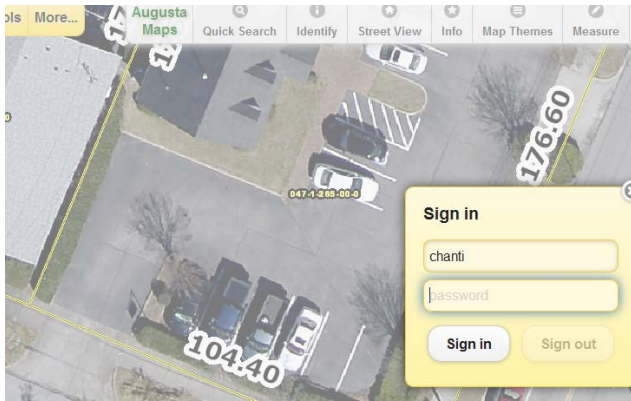 ols
More...
Augusta
Maps
Quick Search
Identify
Street View
Info
Map Themes
Measure
176.60
047-1-265-00-0
Sign in
chanti
password
Sign in
Sign out
104.40